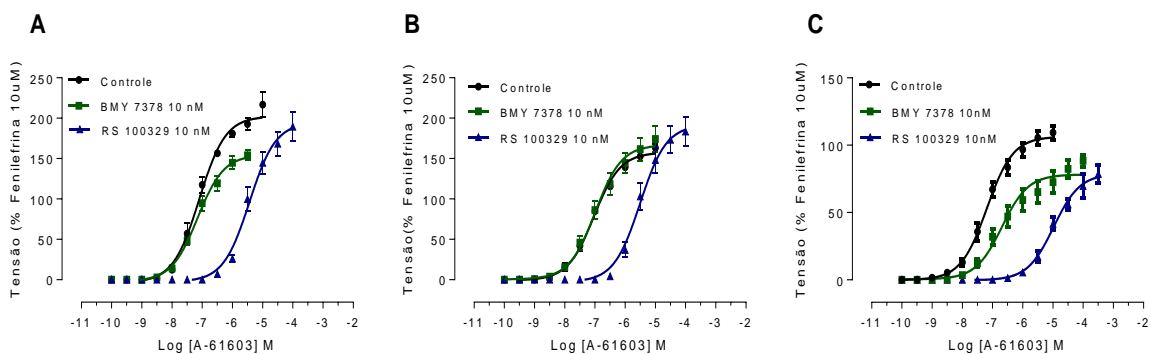 A
Tensão (% Fenilefrina 10uM)
250
200
150
100
50
0
Controle
BMY 7378 10 nM
RS 100329 10 nM
-11 -10 -9 -8 -7 -6 -5 -4 -3 -2
Log [A-61603] M
B
Tensão(% Fenilefrina 10uM)
250
200
150
100
50
0
Controle
BMY 7378 10 nM
RS 100329 10 nM
-11 -10 -9 -8 -7 -6 -5 -4 -3 -2
Log [A-61603] M
C
Tensão (% Fenilefrina 10uM)
150
100
50
0
Controle
BMY 7378 10nM
RS 100329 10 nM
-11 -10 -9 -8 -7 -6 -5 -4 -3 -2
Log [A-61603] M